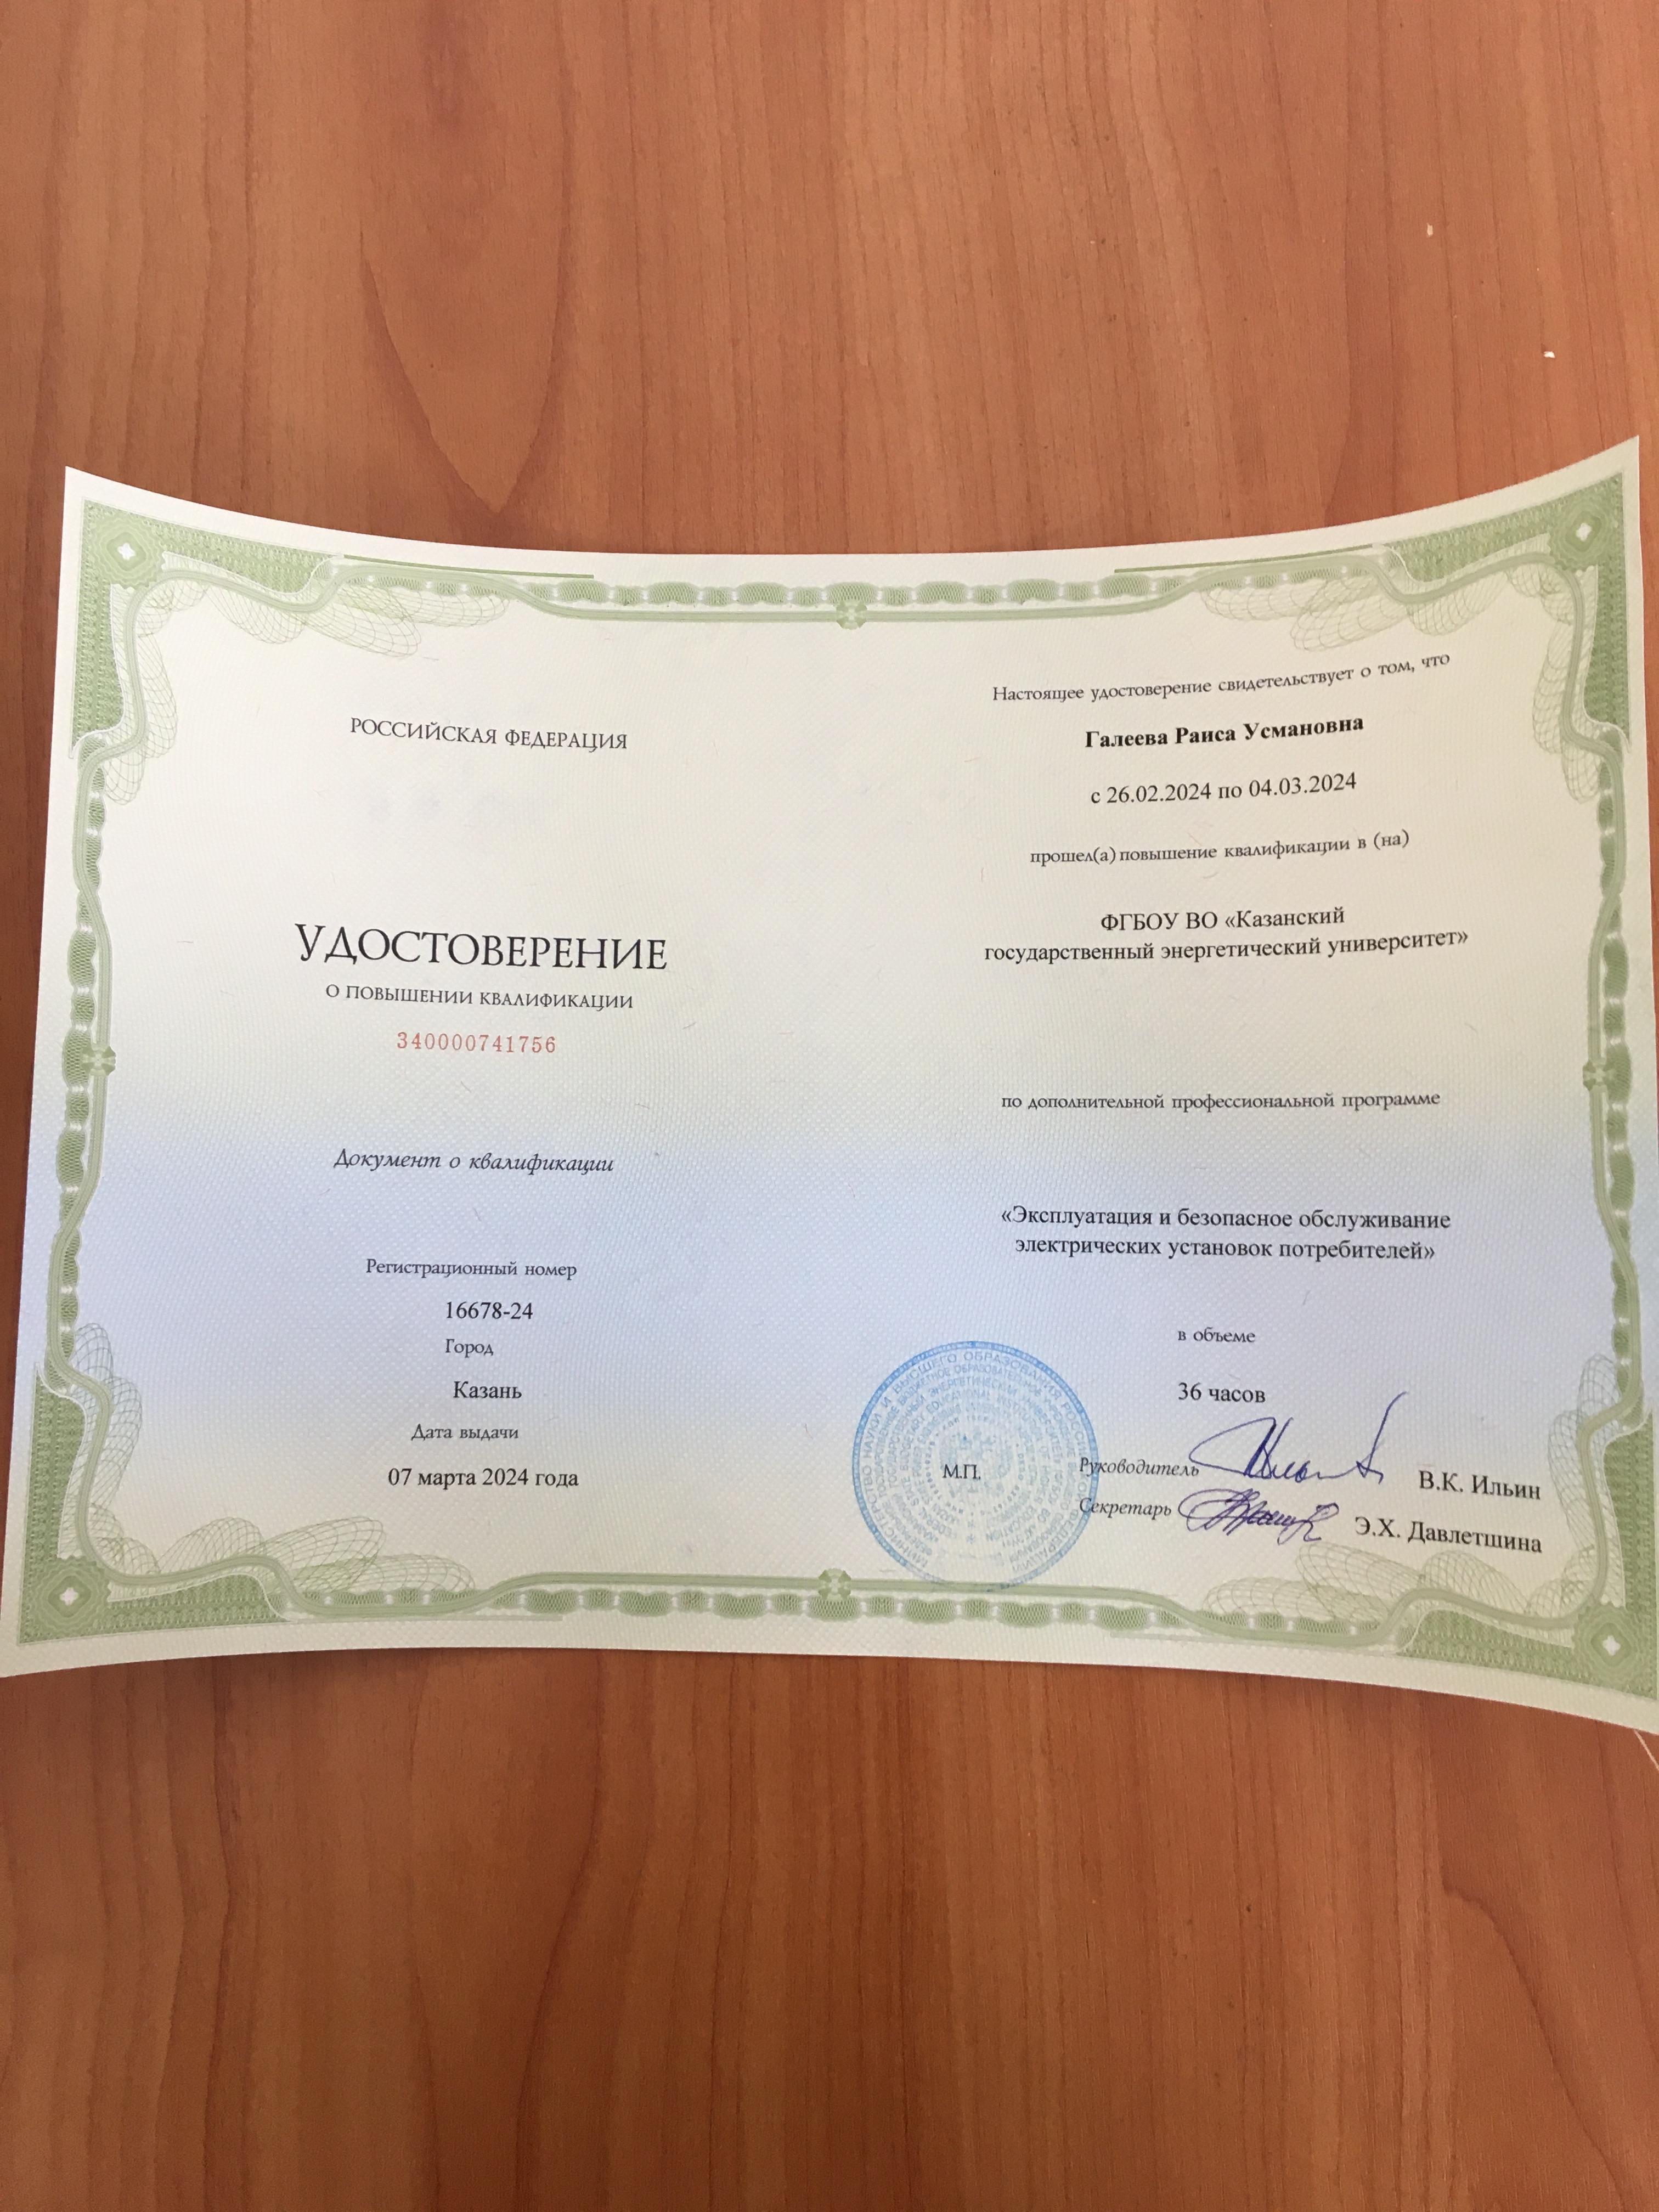 РОССИЙСКАЯ ФЕДЕРАЦИЯ
УДОСТОВЕРЕНИЕ
О ПОВЫШЕНИИ КВАЛИФИКАЦИИ
340000741756
Документ о квалификации
Регистрационный номер
16678-24
Город
Казань
Дата выдачи
07 марта 2024 года
Настоящее удостоверение свидетельствует о том, что
Галеева Раиса Усмановна
с 26.02.2024 по 04.03.2024
прошел(а) повышение квалификации в (на)
ФГБОУ ВО «Казанский
государственный энергетический университет»
по дополнительной профессиональной программе
«Эксплуатация и безопасное обслуживание
электрических установок потребителей»
в объеме
36 часов
М.П.
Руководитель В.К. Ильин
Секретарь Э.Х. Давлетшина